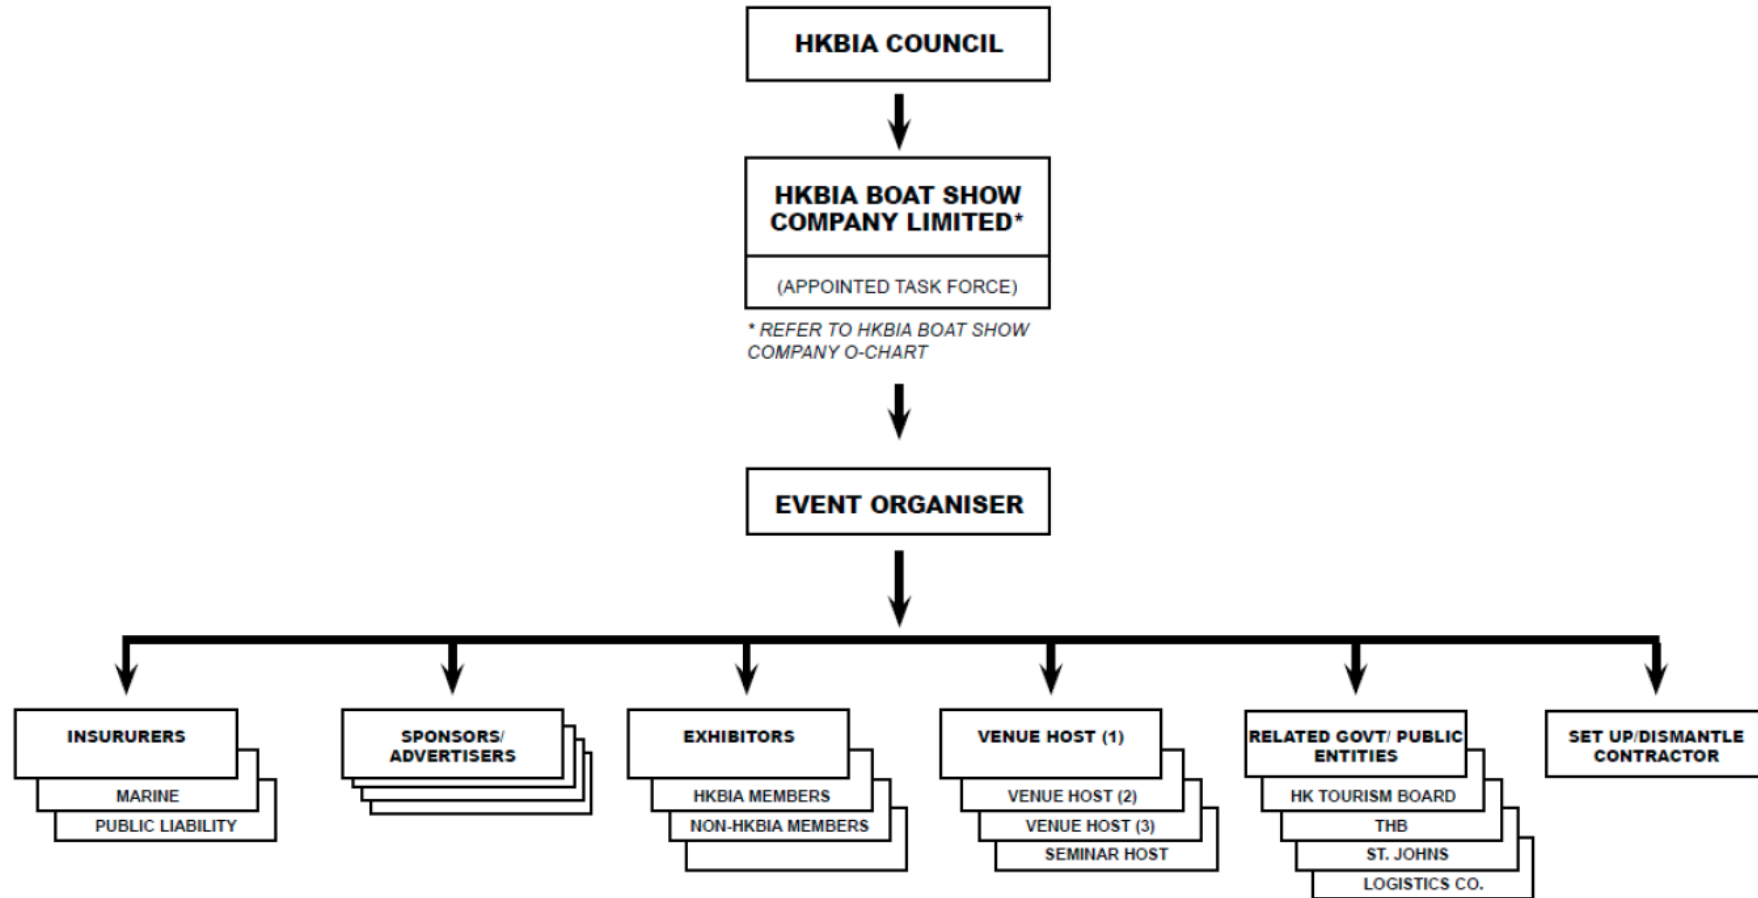 HKBIA COUNCIL
HKBIA BOAT SHOW
COMPANY LIMITED*
(APPOINTED TASK FORCE)
* REFER TO HKBIA BOAT SHOW
COMPANY O-CHART
EVENT ORGANISER
INSURURERS
MARINE
PUBLIC LIABILITY
SPONSORS/
ADVERTISERS
EXHIBITORS
HKBIA MEMBERS
NON-HKBIA MEMBERS
VENUE HOST (1)
VENUE HOST (2)
VENUE HOST (3)
SEMINAR HOST
RELATED GOVT/ PUBLIC
ENTITIES
HK TOURISM BOARD
THB
ST. JOHNS
LOGISTICS CO.
SET UP/DISMANTLE
CONTRACTOR